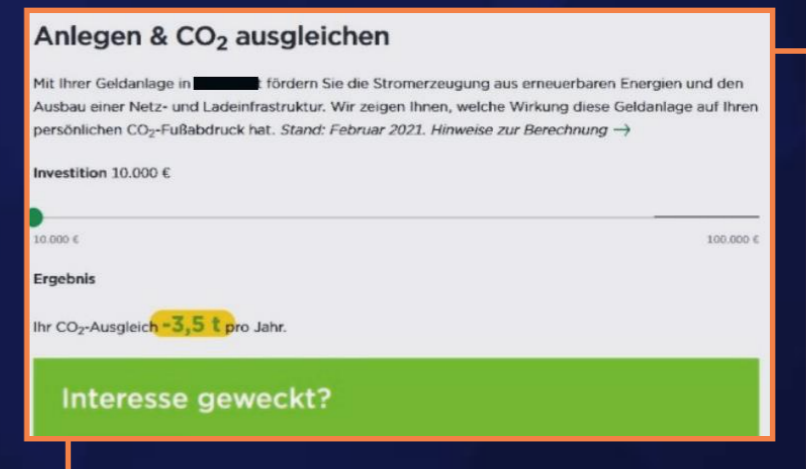 Anlegen & CO₂ ausgleichen
Mit Ihrer Geldanlage in t fördern Sie die Stromerzeugung aus erneuerbaren Energien und den
Ausbau einer Netz- und Ladeinfrastruktur. Wir zeigen Ihnen, welche Wirkung diese Geldanlage auf Ihren
persönlichen CO₂-Fußabdruck hat. Stand: Februar 2021. Hinweise zur Berechnung →
Investition 10.000 €
10.000 € 100.000 €
Ergebnis
Ihr CO₂-Ausgleich -3,5 t pro Jahr.
Interesse geweckt?